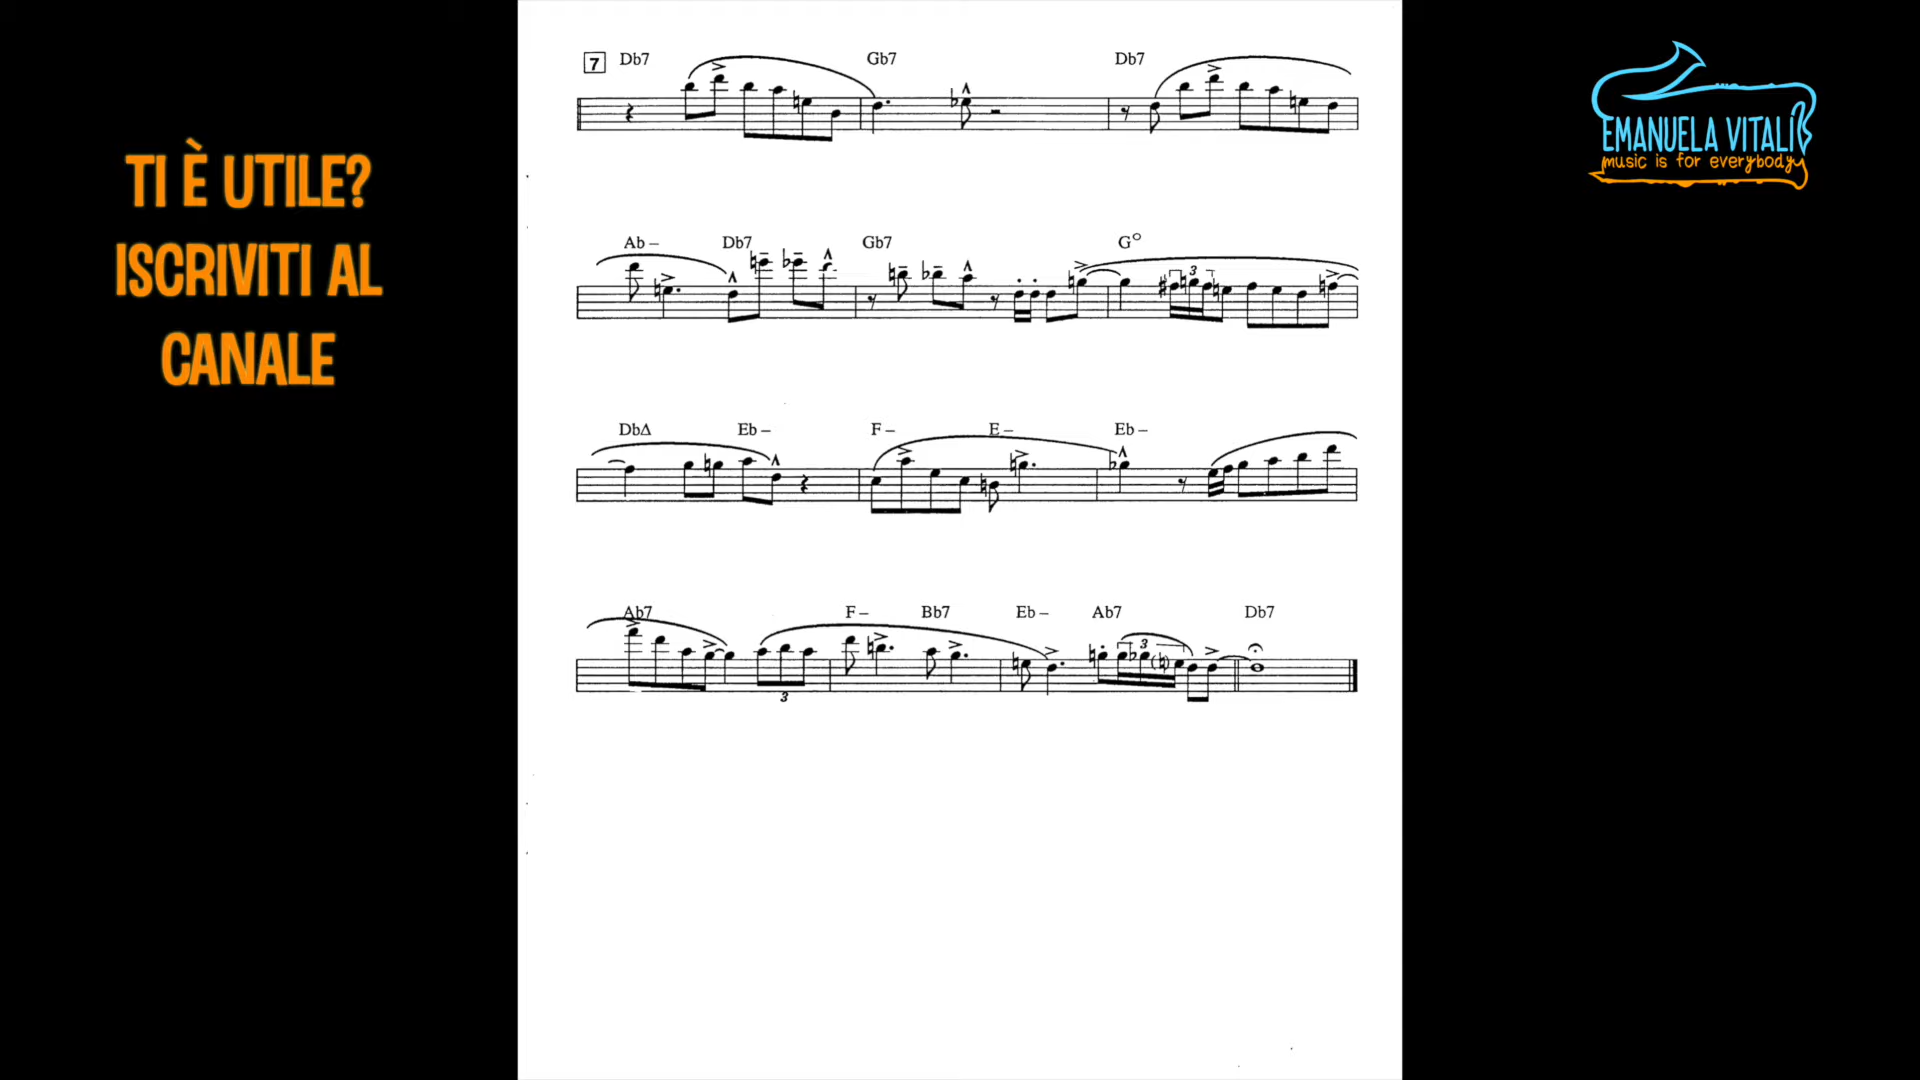 TI È UTILE?
ISCRIVITI AL
CANALE
EMANUELA VITALI
music is for everybody
7 Db7 Gb7 Db7
Ab – Db7 Gb7 G°
3
DbΔ Eb – F – E – Eb –
Ab7 F – Bb7 Eb – Ab7 Db7
3
3